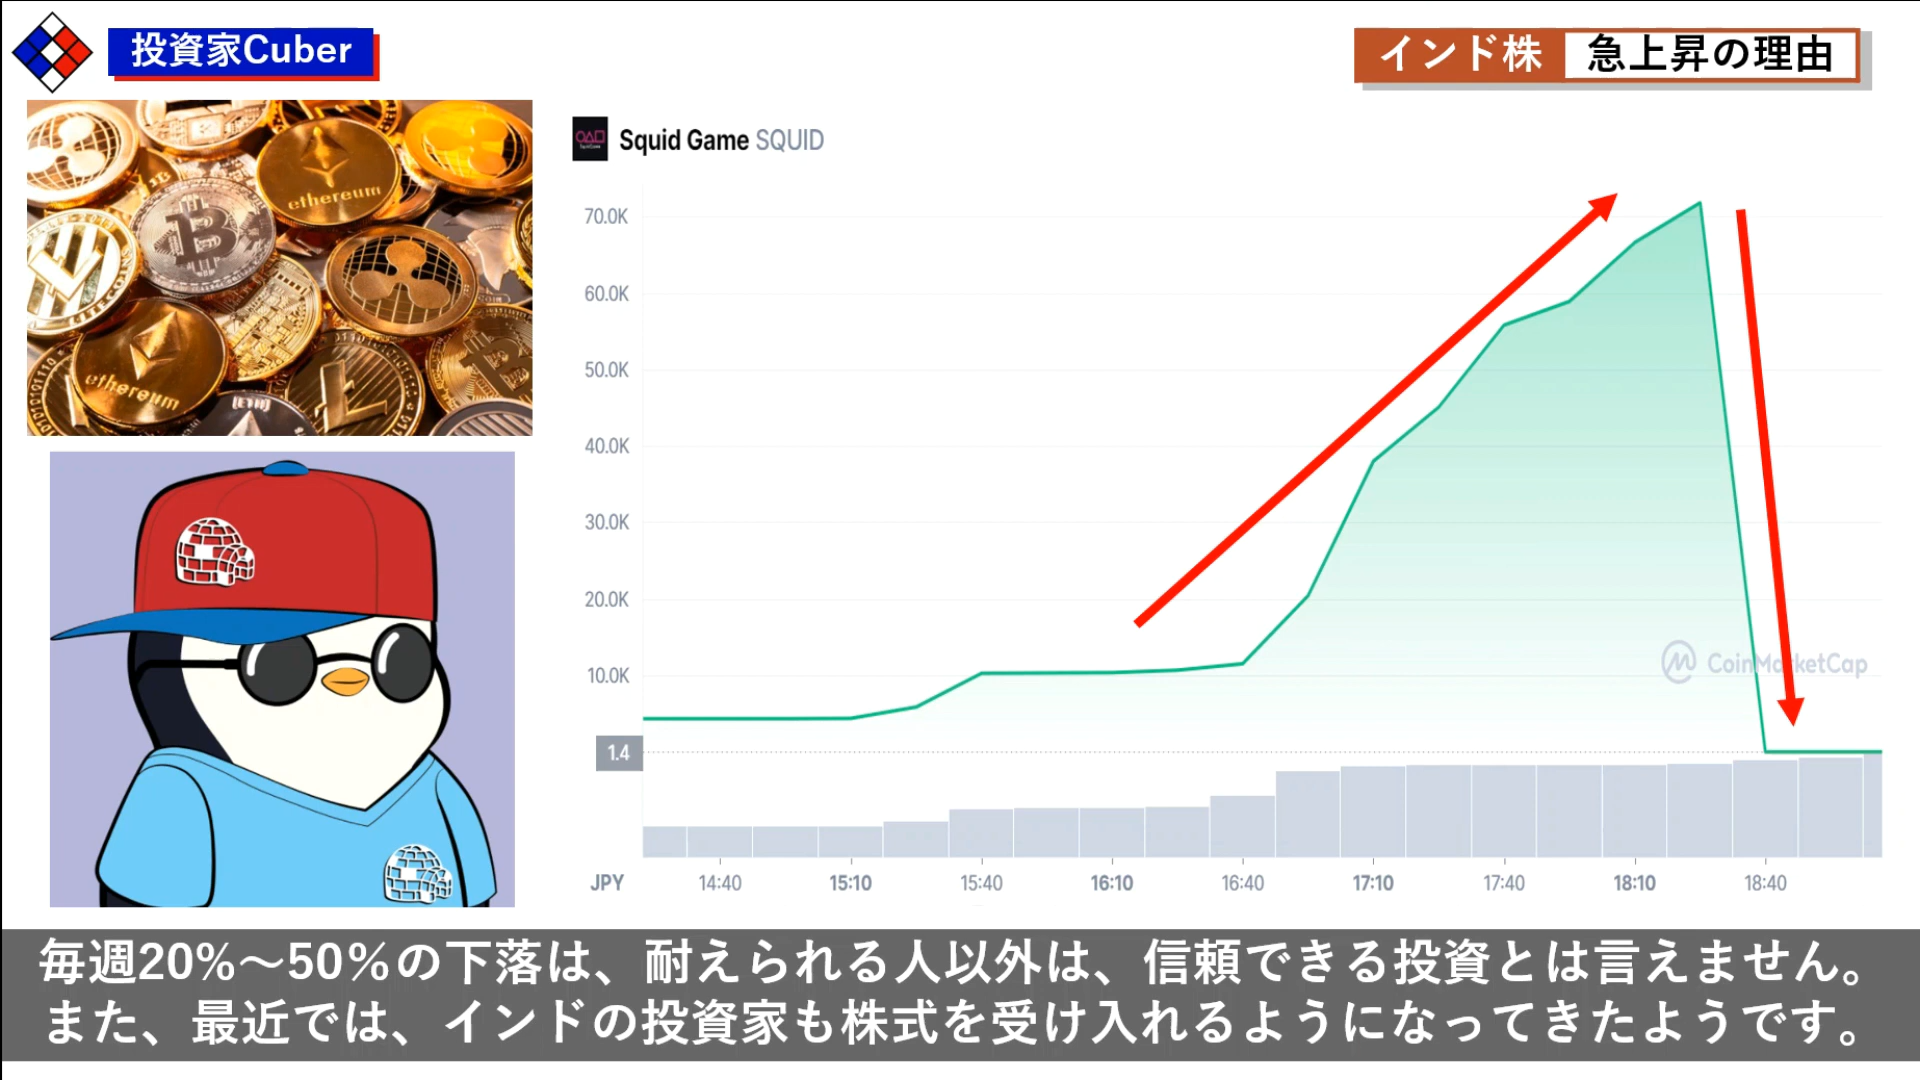 投資家Cuber
インド株 急上昇の理由
Squid Game SQUID
70.0K
60.0K
50.0K
40.0K
30.0K
20.0K
10.0K
1.4
CoinMarketCap
JPY 14:40 15:10 15:40 16:10 16:40 17:10 17:40 18:10 18:40
ethereum
ethereum
毎週20%〜50%の下落は、耐えられる人以外は、信頼できる投資とは言えません。
また、最近では、インドの投資家も株式を受け入れるようになってきたようです。